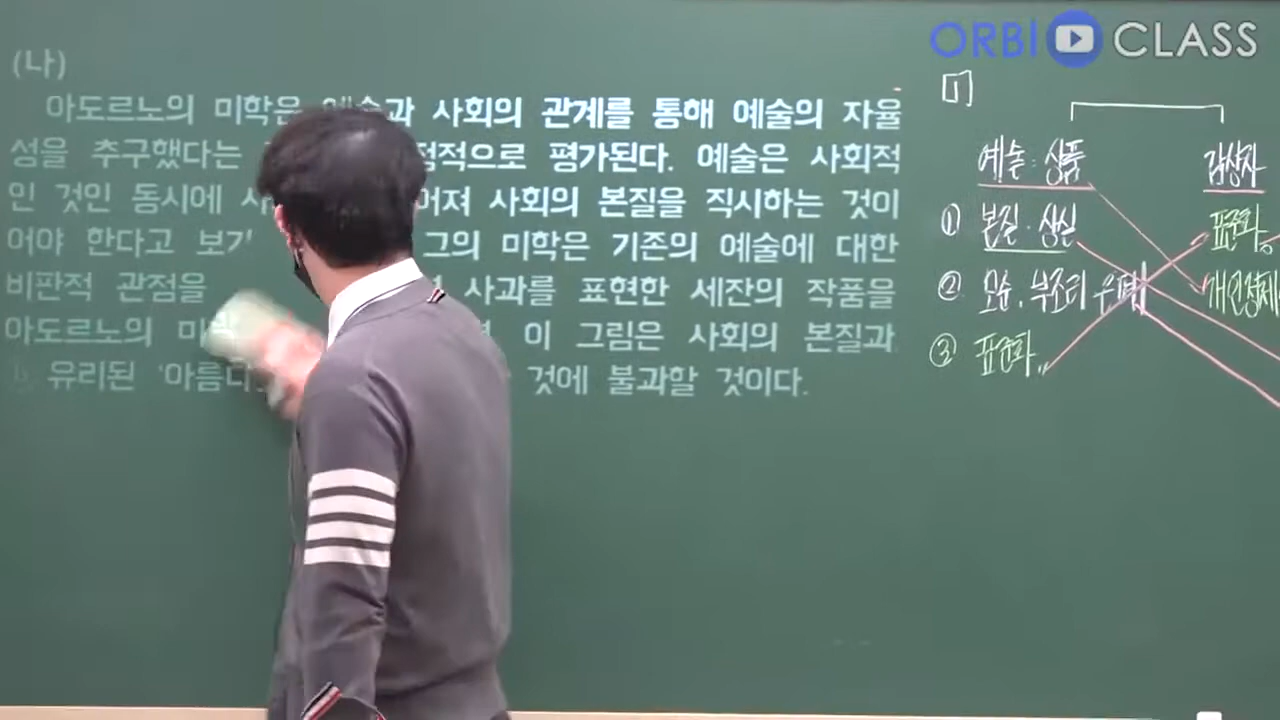 ORBI CLASS
(나)
아도르노의 미학은 예술과 사회의 관계를 통해 예술의 자율
성을 추구했다는 점적으로 평가된다. 예술은 사회적
인 것인 동시에 사 어져 사회의 본질을 직시하는 것이
어야 한다고 보기 그의 미학은 기존의 예술에 대한
비판적 관점을 사과를 표현한 세잔의 작품을
아도르노의 미 이 그림은 사회의 본질과
유리된 '아름다 것에 불과할 것이다.
[1]
예술 : 상품 감상자
① 본질·상실 표준화。
② 모순·부조리 은폐 개인정체
③ 표준화